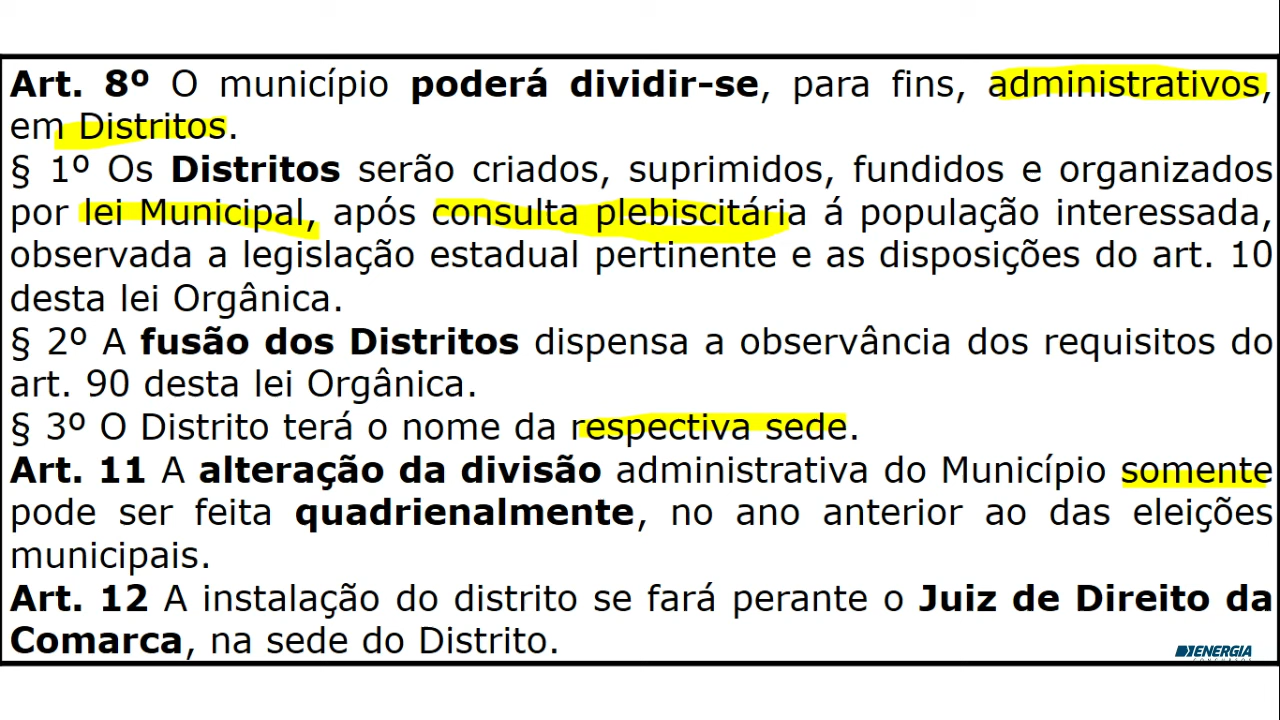 Art. 8º O município poderá dividir-se, para fins, administrativos,
em Distritos.
§ 1º Os Distritos serão criados, suprimidos, fundidos e organizados
por lei Municipal, após consulta plebiscitária á população interessada,
observada a legislação estadual pertinente e as disposições do art. 10
desta lei Orgânica.
§ 2º A fusão dos Distritos dispensa a observância dos requisitos do
art. 90 desta lei Orgânica.
§ 3º O Distrito terá o nome da respectiva sede.
Art. 11 A alteração da divisão administrativa do Município somente
pode ser feita quadrienalmente, no ano anterior ao das eleições
municipais.
Art. 12 A instalação do distrito se fará perante o Juiz de Direito da
Comarca, na sede do Distrito.
ENERGIA
CONCURSOS